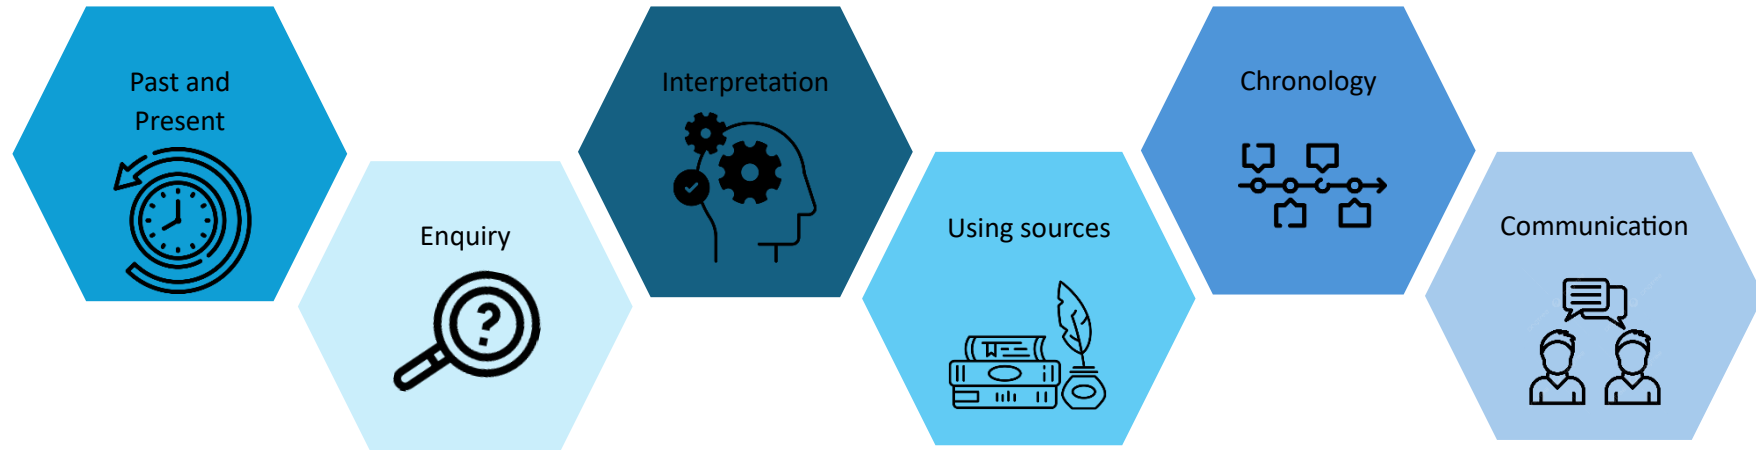 Past and
Present
Enquiry
?
Interpretation
Using sources
Chronology
Communication